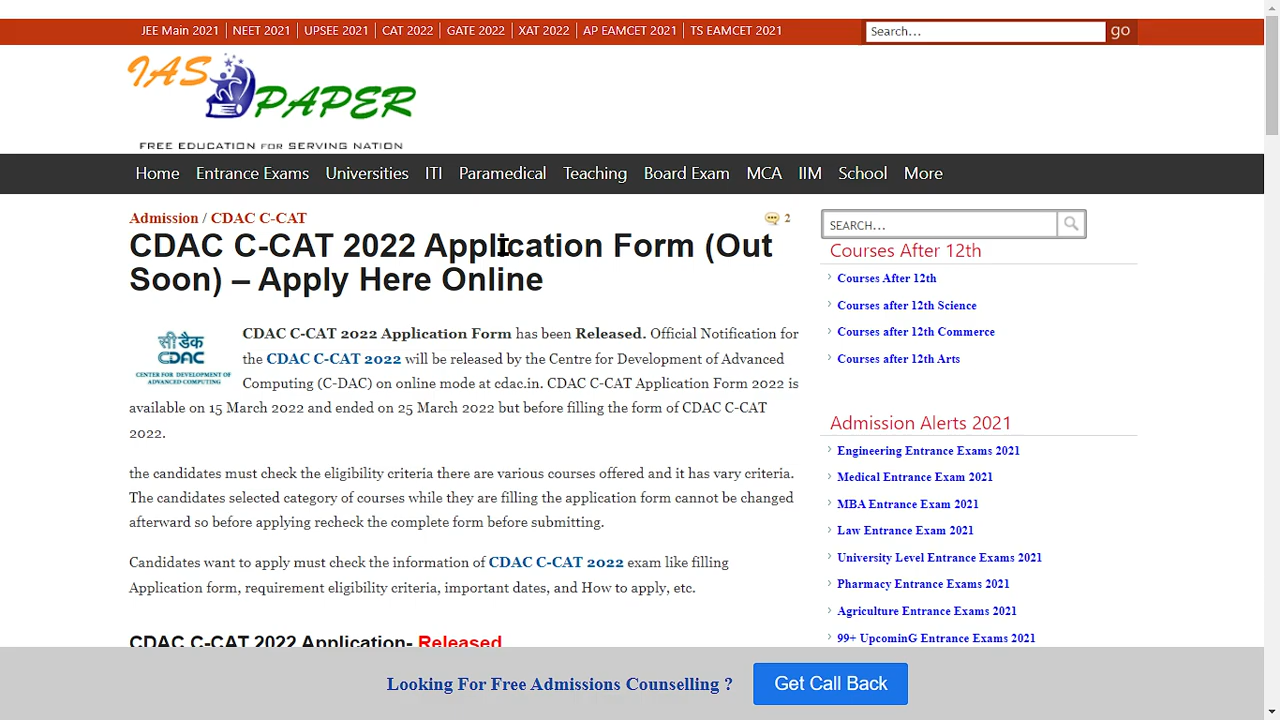 JEE Main 2021 NEET 2021 UPSEE 2021 CAT 2022 GATE 2022 XAT 2022 AP EAMCET 2021 TS EAMCET 2021
Search...
go
IAS PAPER
FREE EDUCATION FOR SERVING NATION
Home Entrance Exams Universities ITI Paramedical Teaching Board Exam MCA IIM School More
Admission / CDAC C-CAT
2
CDAC C-CAT 2022 Application Form (Out
Soon) – Apply Here Online
सी डैक
CDAC
CENTER FOR DEVELOPMENT OF
ADVANCED COMPUTING
CDAC C-CAT 2022 Application Form has been Released. Official Notification for
the CDAC C-CAT 2022 will be released by the Centre for Development of Advanced
Computing (C-DAC) on online mode at cdac.in. CDAC C-CAT Application Form 2022 is
available on 15 March 2022 and ended on 25 March 2022 but before filling the form of CDAC C-CAT
2022.
the candidates must check the eligibility criteria there are various courses offered and it has vary criteria.
The candidates selected category of courses while they are filling the application form cannot be changed
afterward so before applying recheck the complete form before submitting.
Candidates want to apply must check the information of CDAC C-CAT 2022 exam like filling
Application form, requirement eligibility criteria, important dates, and How to apply, etc.
CDAC C-CAT 2022 Application- Released
SEARCH...
Courses After 12th
Courses After 12th
Courses after 12th Science
Courses after 12th Commerce
Courses after 12th Arts
Admission Alerts 2021
Engineering Entrance Exams 2021
Medical Entrance Exam 2021
MBA Entrance Exam 2021
Law Entrance Exam 2021
University Level Entrance Exams 2021
Pharmacy Entrance Exams 2021
Agriculture Entrance Exams 2021
99+ UpcominG Entrance Exams 2021
Looking For Free Admissions Counselling ?
Get Call Back